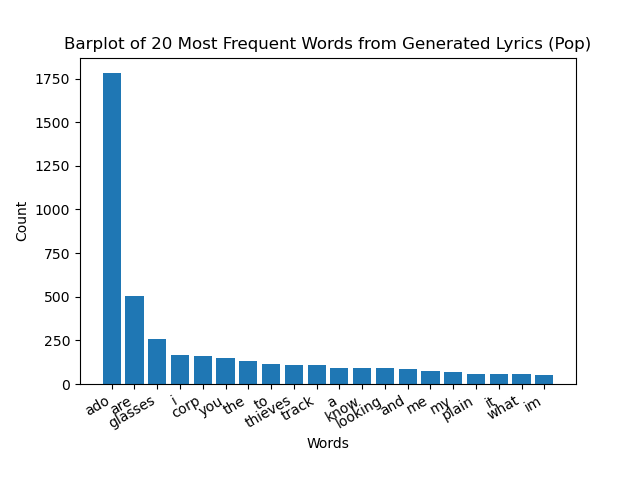 Barplot of 20 Most Frequent Words from Generated Lyrics (Pop)
1750
1500
1250
1000
750
500
250
0
Count
ado are glasses i corp you the to thieves track a know looking and me my plain it what im
Words